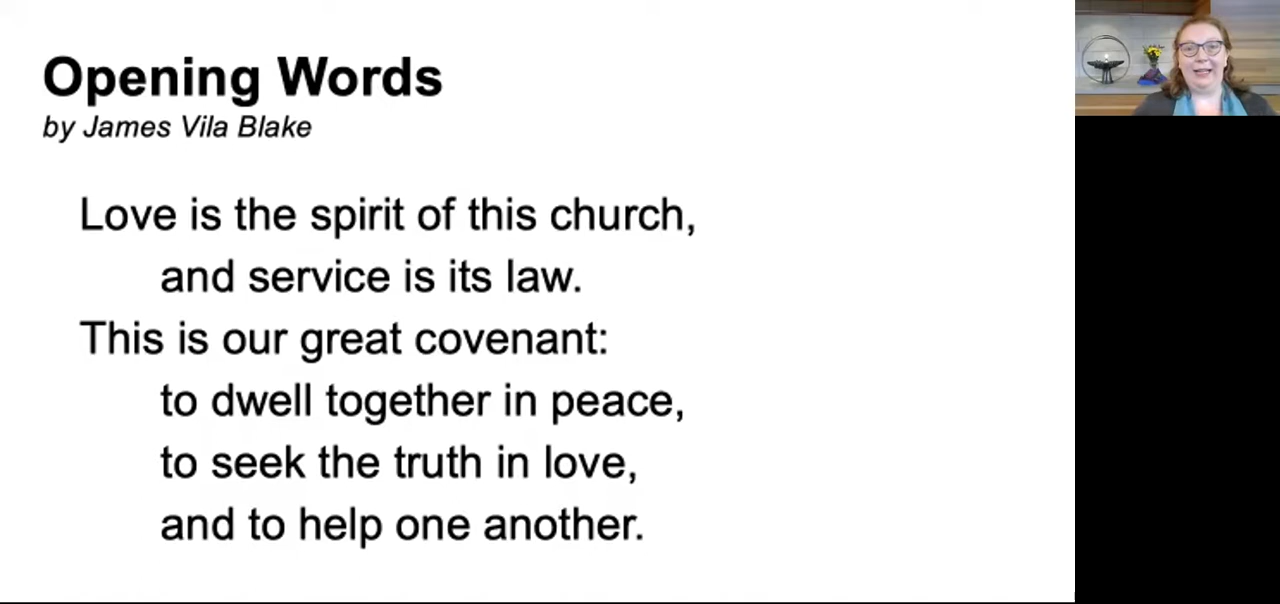 Opening Words
by James Vila Blake
Love is the spirit of this church,
and service is its law.
This is our great covenant:
to dwell together in peace,
to seek the truth in love,
and to help one another.